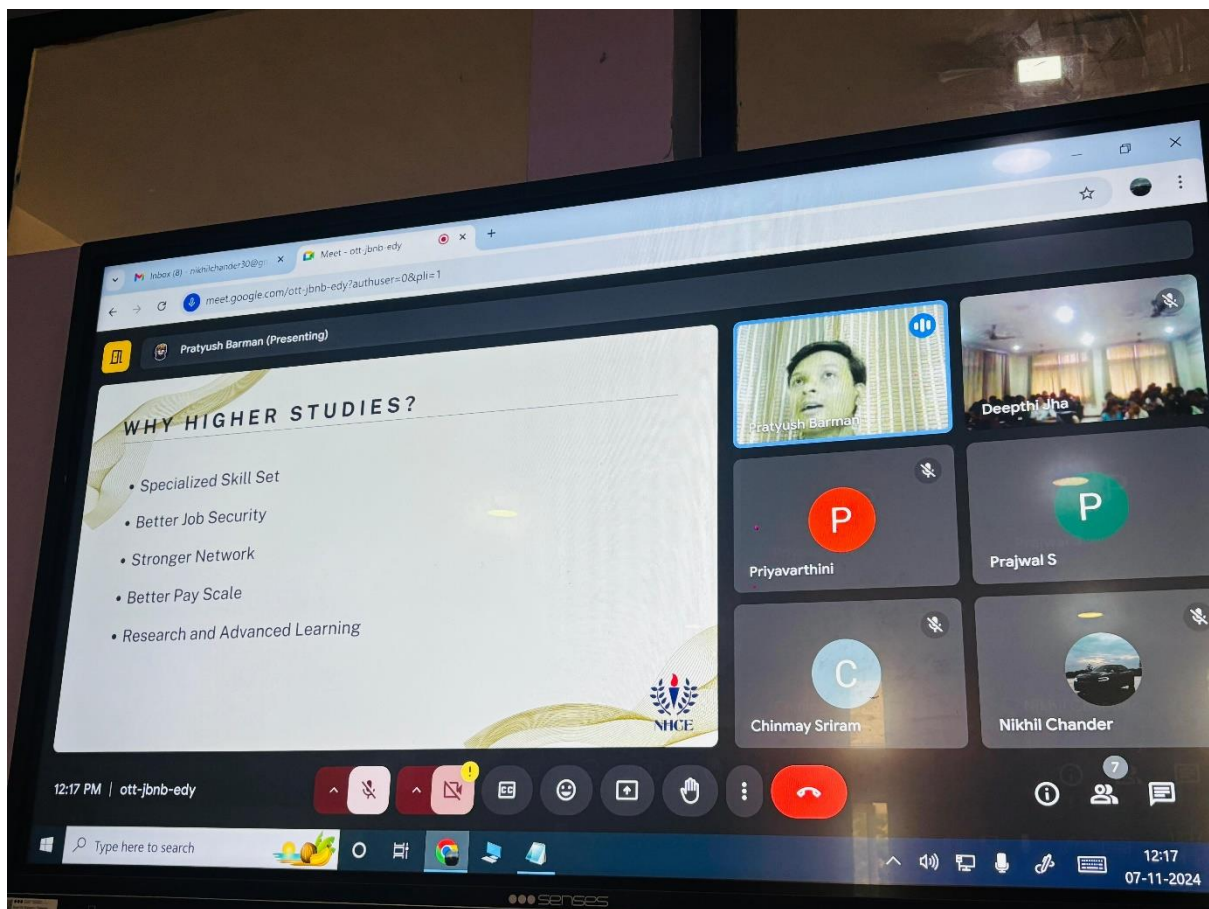 Inbox (8) - nikhilchander30@g
Meet - ott-jbnb-edy
meet.google.com/ott-jbnb-edy?authuser=0&pli=1
Pratyush Barman (Presenting)
WHY HIGHER STUDIES?
• Specialized Skill Set
• Better Job Security
• Stronger Network
• Better Pay Scale
• Research and Advanced Learning
NHCE
Pratyush Barman
Deepthi Jha
P
Priyavarthini
P
Prajwal S
C
Chinmay Sriram
Nikhil Chander
12:17 PM | ott-jbnb-edy
CC
7
Type here to search
12:17
07-11-2024
senses